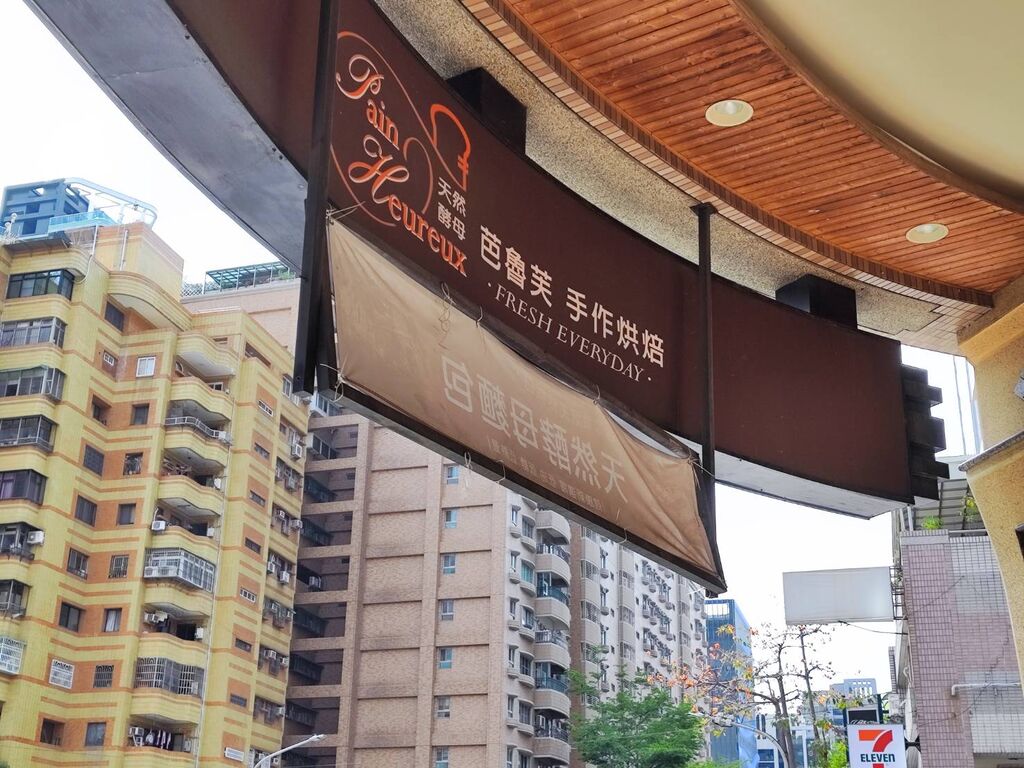 Pain
Heureux
天然
酵母
芭魯芙 手作烘焙
· FRESH EVERYDAY ·
天然酵母麵包
7
ELEVEN